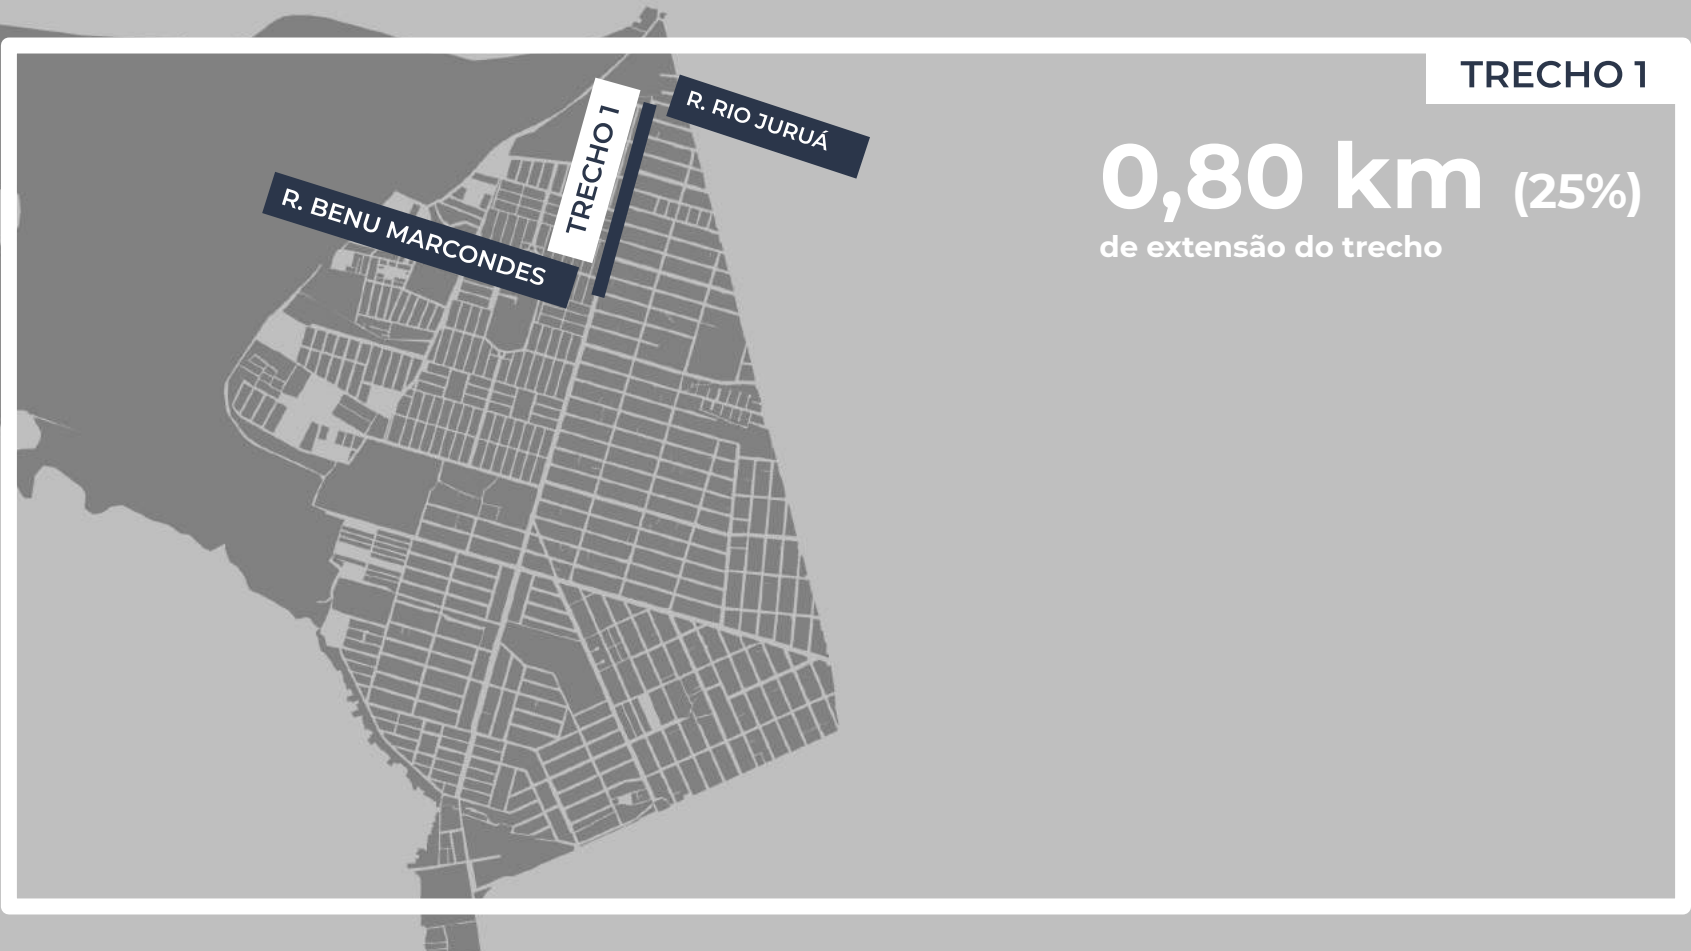 TRECHO 1
R. RIO JURUÁ
TRECHO 1
R. BENU MARCONDES
0,80 km (25%)
de extensão do trecho